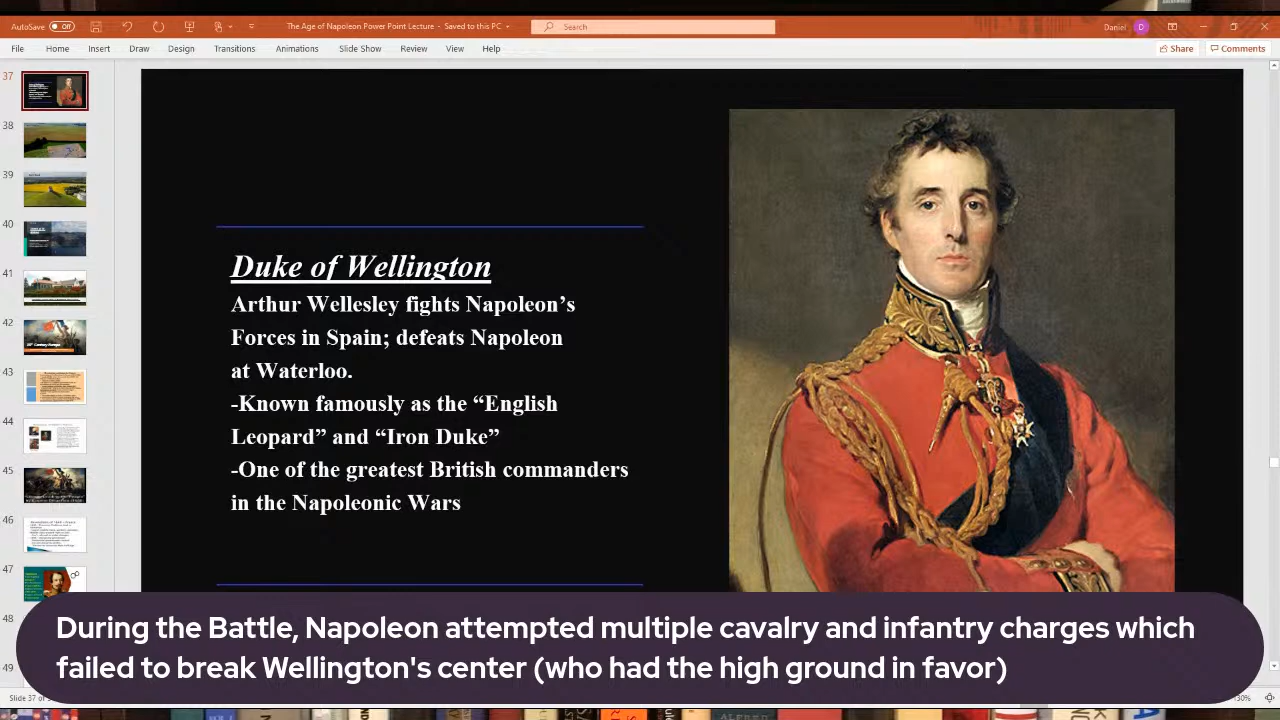 AutoSave Off
The Age of Napoleon Power Point Lecture - Saved to this PC
Search
Daniel D
File Home Insert Draw Design Transitions Animations Slide Show Review View Help
Share Comments
37
38
39
40
41
42
43
44
45
46
47
48
49
Duke of Wellington
Arthur Wellesley fights Napoleon’s
Forces in Spain; defeats Napoleon
at Waterloo.
-Known famously as the “English
Leopard” and “Iron Duke”
-One of the greatest British commanders
in the Napoleonic Wars
During the Battle, Napoleon attempted multiple cavalry and infantry charges which
failed to break Wellington's center (who had the high ground in favor)
Slide 37 of
130%